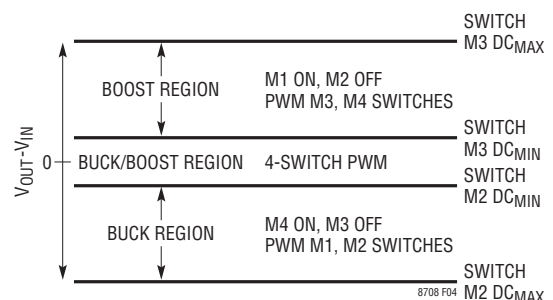 SWITCH
M3 DCMAX
BOOST REGION
M1 ON, M2 OFF
PWM M3, M4 SWITCHES
SWITCH
M3 DCMIN
VOUT-VIN
0
BUCK/BOOST REGION
4-SWITCH PWM
SWITCH
M2 DCMIN
BUCK REGION
M4 ON, M3 OFF
PWM M1, M2 SWITCHES
SWITCH
M2 DCMAX
8708 F04